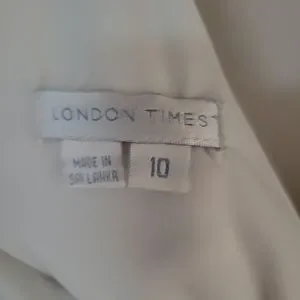 LONDON TIMES
MADE IN
SRI LANKA
10